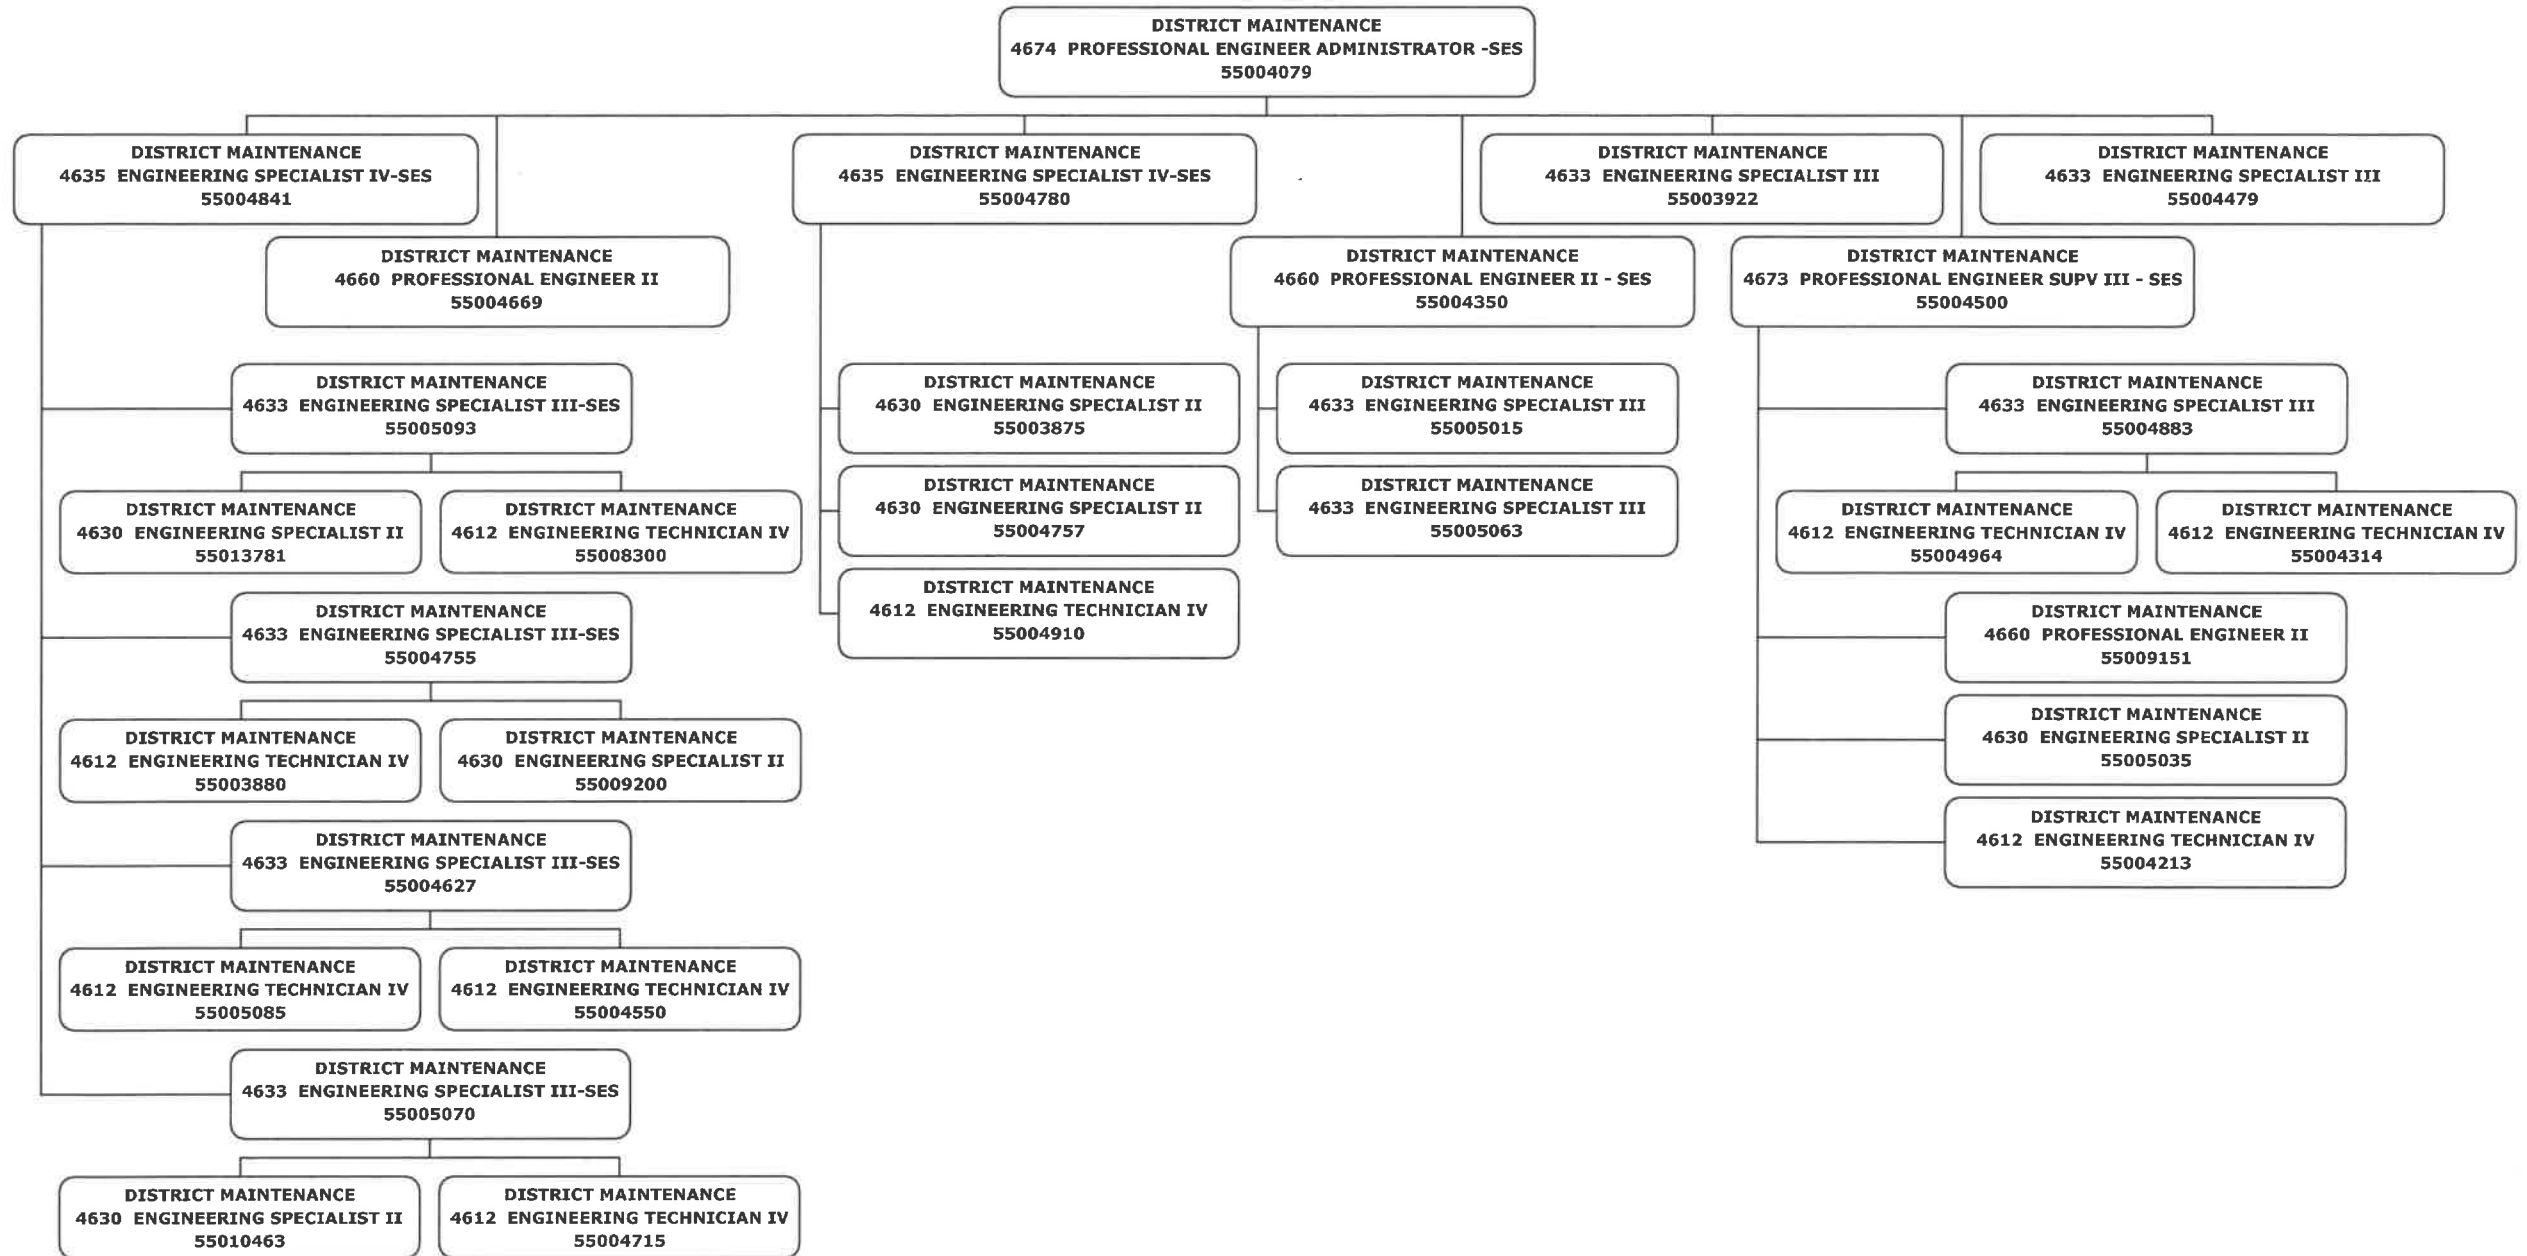 DISTRICT MAINTENANCE
4674 PROFESSIONAL ENGINEER ADMINISTRATOR -SES
55004079
DISTRICT MAINTENANCE
4635 ENGINEERING SPECIALIST IV-SES
55004841
DISTRICT MAINTENANCE
4635 ENGINEERING SPECIALIST IV-SES
55004780
DISTRICT MAINTENANCE
4633 ENGINEERING SPECIALIST III
55003922
DISTRICT MAINTENANCE
4633 ENGINEERING SPECIALIST III
55004479
DISTRICT MAINTENANCE
4660 PROFESSIONAL ENGINEER II
55004669
DISTRICT MAINTENANCE
4660 PROFESSIONAL ENGINEER II - SES
55004350
DISTRICT MAINTENANCE
4673 PROFESSIONAL ENGINEER SUPV III - SES
55004500
DISTRICT MAINTENANCE
4633 ENGINEERING SPECIALIST III-SES
55005093
DISTRICT MAINTENANCE
4630 ENGINEERING SPECIALIST II
55013781
DISTRICT MAINTENANCE
4612 ENGINEERING TECHNICIAN IV
55008300
DISTRICT MAINTENANCE
4633 ENGINEERING SPECIALIST III-SES
55004755
DISTRICT MAINTENANCE
4612 ENGINEERING TECHNICIAN IV
55003880
DISTRICT MAINTENANCE
4630 ENGINEERING SPECIALIST II
55009200
DISTRICT MAINTENANCE
4633 ENGINEERING SPECIALIST III-SES
55004627
DISTRICT MAINTENANCE
4612 ENGINEERING TECHNICIAN IV
55005085
DISTRICT MAINTENANCE
4612 ENGINEERING TECHNICIAN IV
55004550
DISTRICT MAINTENANCE
4633 ENGINEERING SPECIALIST III-SES
55005070
DISTRICT MAINTENANCE
4630 ENGINEERING SPECIALIST II
55010463
DISTRICT MAINTENANCE
4612 ENGINEERING TECHNICIAN IV
55004715
DISTRICT MAINTENANCE
4630 ENGINEERING SPECIALIST II
55003875
DISTRICT MAINTENANCE
4630 ENGINEERING SPECIALIST II
55004757
DISTRICT MAINTENANCE
4612 ENGINEERING TECHNICIAN IV
55004910
DISTRICT MAINTENANCE
4633 ENGINEERING SPECIALIST III
55005015
DISTRICT MAINTENANCE
4633 ENGINEERING SPECIALIST III
55005063
DISTRICT MAINTENANCE
4633 ENGINEERING SPECIALIST III
55004883
DISTRICT MAINTENANCE
4612 ENGINEERING TECHNICIAN IV
55004964
DISTRICT MAINTENANCE
4612 ENGINEERING TECHNICIAN IV
55004314
DISTRICT MAINTENANCE
4660 PROFESSIONAL ENGINEER II
55009151
DISTRICT MAINTENANCE
4630 ENGINEERING SPECIALIST II
55005035
DISTRICT MAINTENANCE
4612 ENGINEERING TECHNICIAN IV
55004213